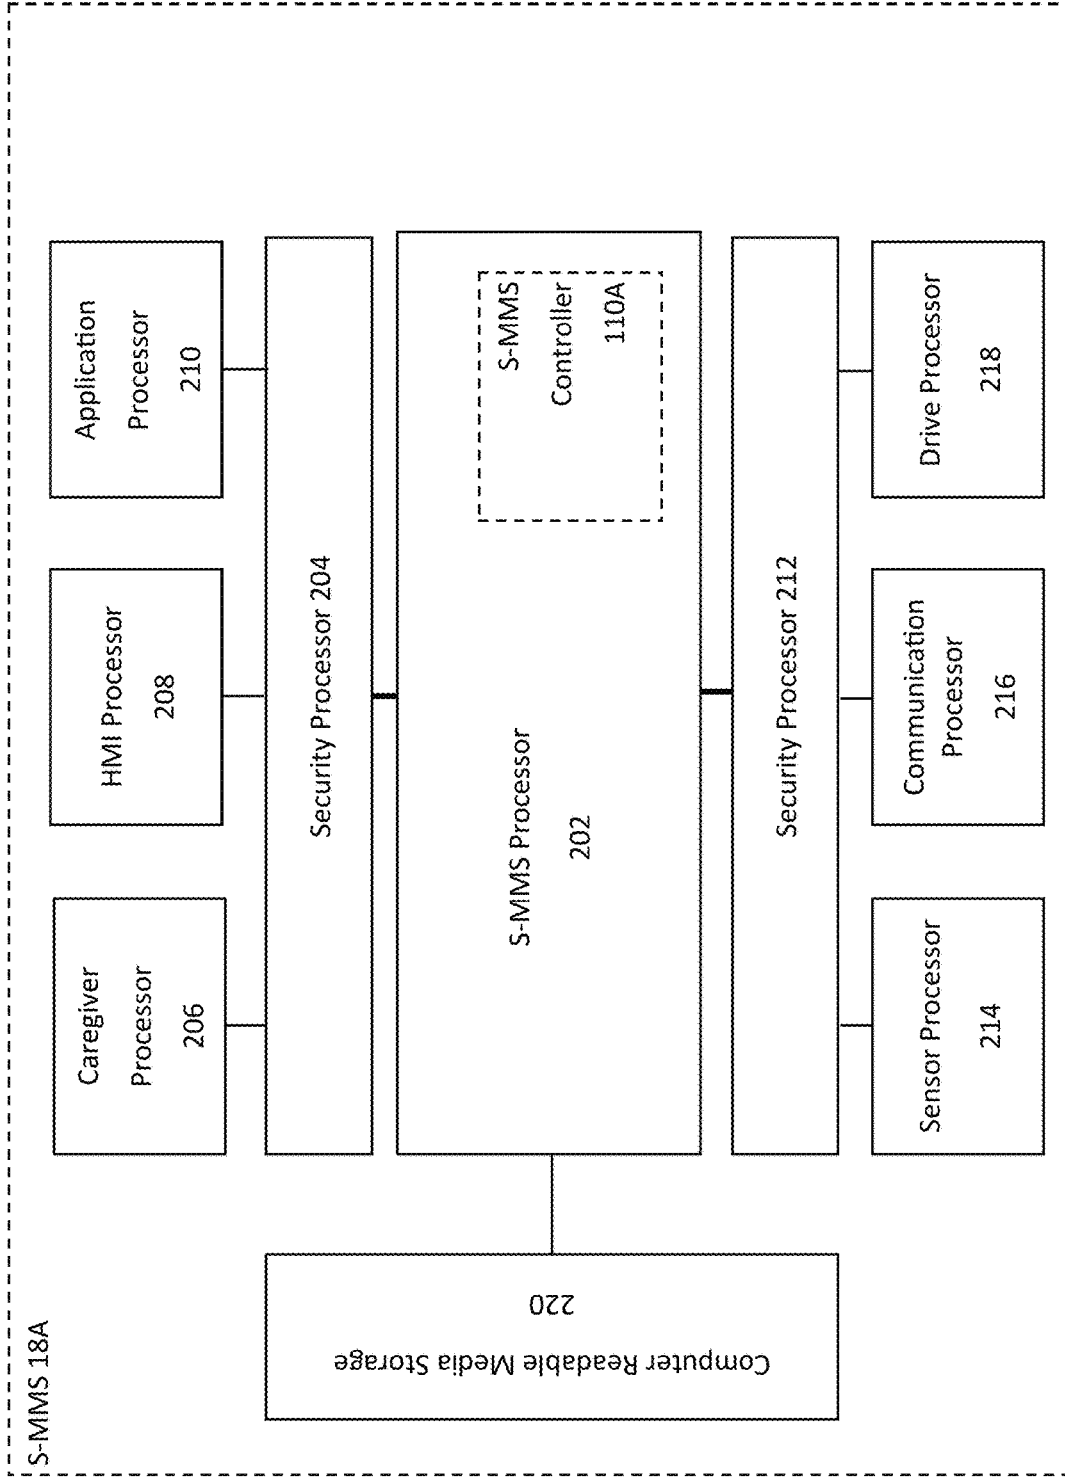 S-MMS 18A
Caregiver
Processor
206
HMI Processor
208
Application
Processor
210
Security Processor 204
S-MMS Processor
202
S-MMS
Controller
110A
Security Processor 212
Sensor Processor
214
Communication
Processor
216
Drive Processor
218
Computer Readable Media Storage
220